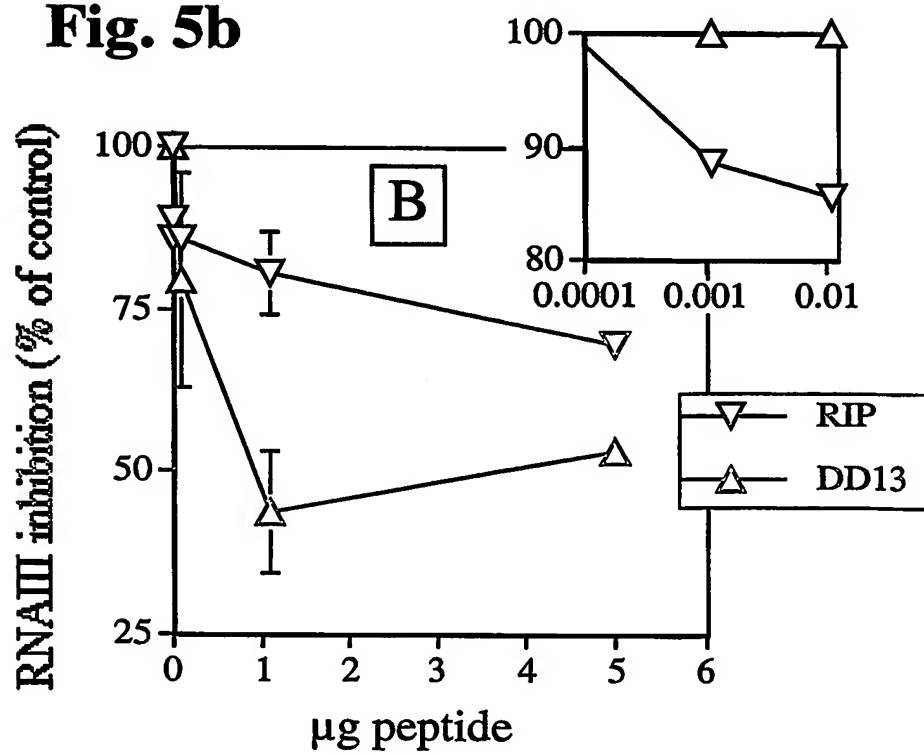 Fig. 5b
RNAIII inhibition (% of control)
100
75
50
25
0 1 2 3 4 5 6
µg peptide
B
100
90
80
0.0001 0.001 0.01
RIP
DD13